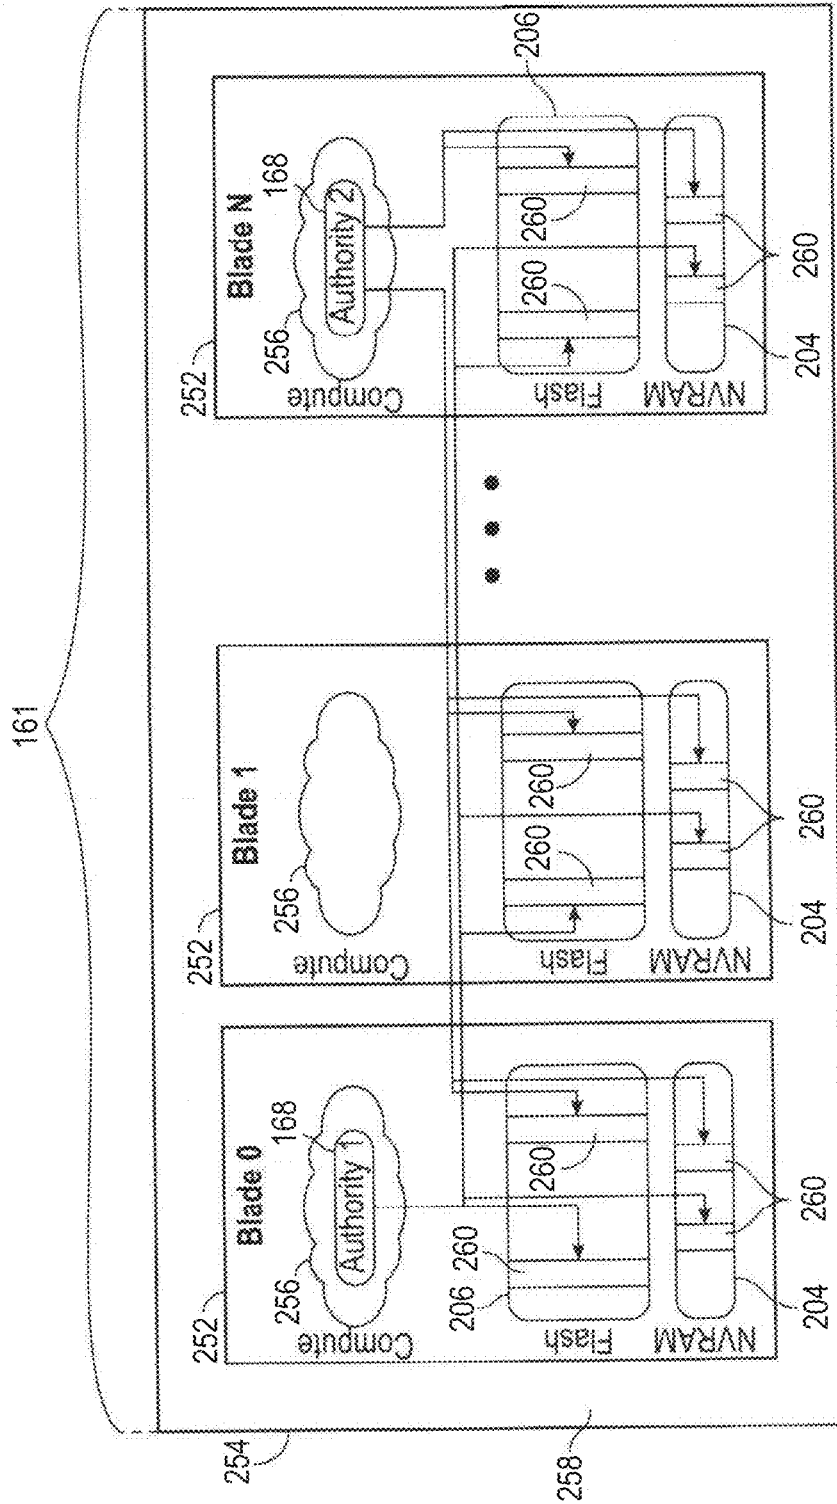 161
254
258
252
Blade 0
256
168
Authority 1
Compute
206
260
260
Flash
NVRAM
260
204
252
Blade 1
256
Compute
260
260
Flash
NVRAM
260
204
252
Blade N
256
168
Authority 2
Compute
206
260
260
Flash
NVRAM
260
204